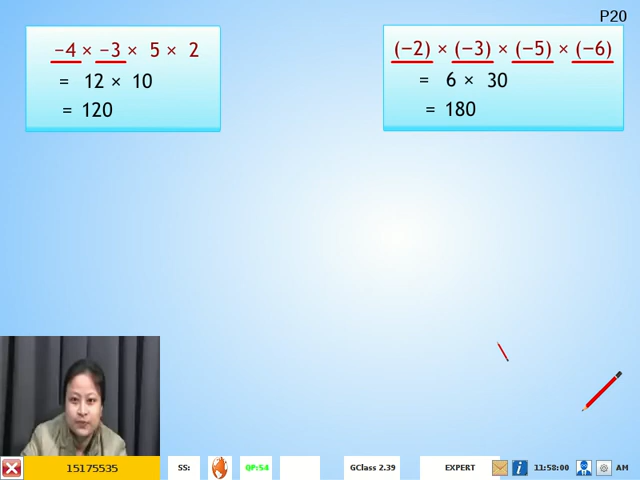 P20
−4 × −3 × 5 × 2
= 12 × 10
= 120
(−2) × (−3) × (−5) × (−6)
= 6 × 30
= 180
15175535
SS:
QP:54
GClass 2.39
EXPERT
11:58:00 AM